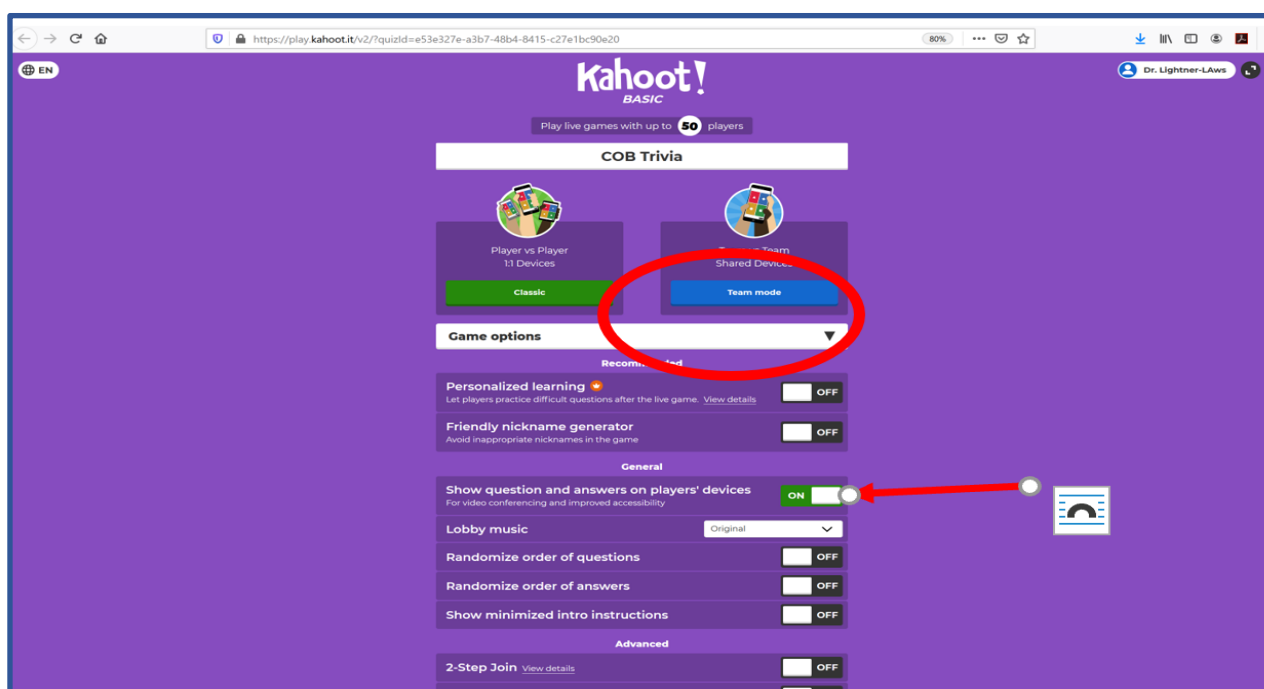 https://play.kahoot.it/v2/?quizId=e53e327e-a3b7-48b4-8415-c27e1bc90e20
80%
EN
Kahoot!
BASIC
Dr. Lightner-LAws
Play live games with up to 50 players
COB Trivia
Player vs Player
1:1 Devices
Classic
Team
Shared Devices
Team mode
Game options
Recommended
Personalized learning
Let players practice difficult questions after the live game. View details
OFF
Friendly nickname generator
Avoid inappropriate nicknames in the game
OFF
General
Show question and answers on players' devices
For video conferencing and improved accessibility
ON
Lobby music
Original
Randomize order of questions
OFF
Randomize order of answers
OFF
Show minimized intro instructions
OFF
Advanced
2-Step Join View details
OFF